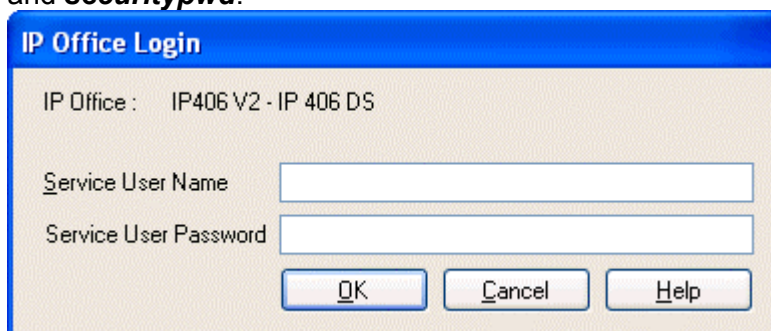 and securitypwd.
IP Office Login
IP Office : IP406 V2 - IP 406 DS
Service User Name
Service User Password
OK Cancel Help